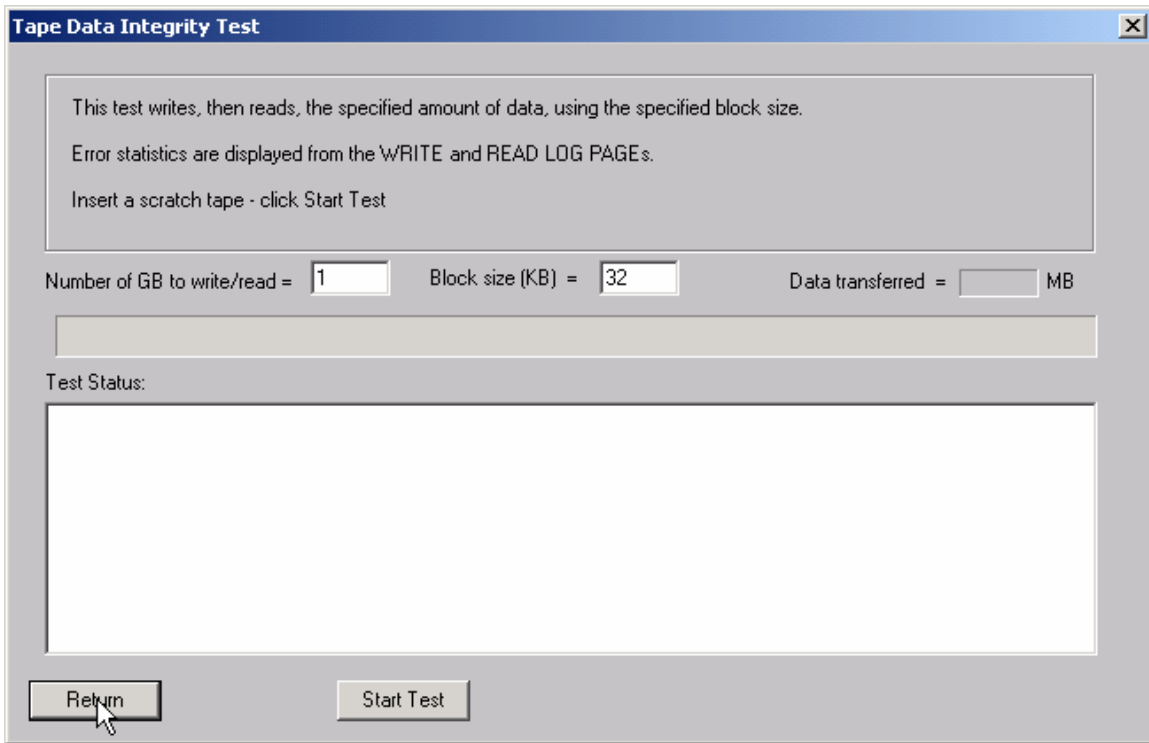 Tape Data Integrity Test
This test writes, then reads, the specified amount of data, using the specified block size.
Error statistics are displayed from the WRITE and READ LOG PAGEs.
Insert a scratch tape - click Start Test
Number of GB to write/read = 1 Block size (KB) = 32 Data transferred = MB
Test Status:
Return Start Test